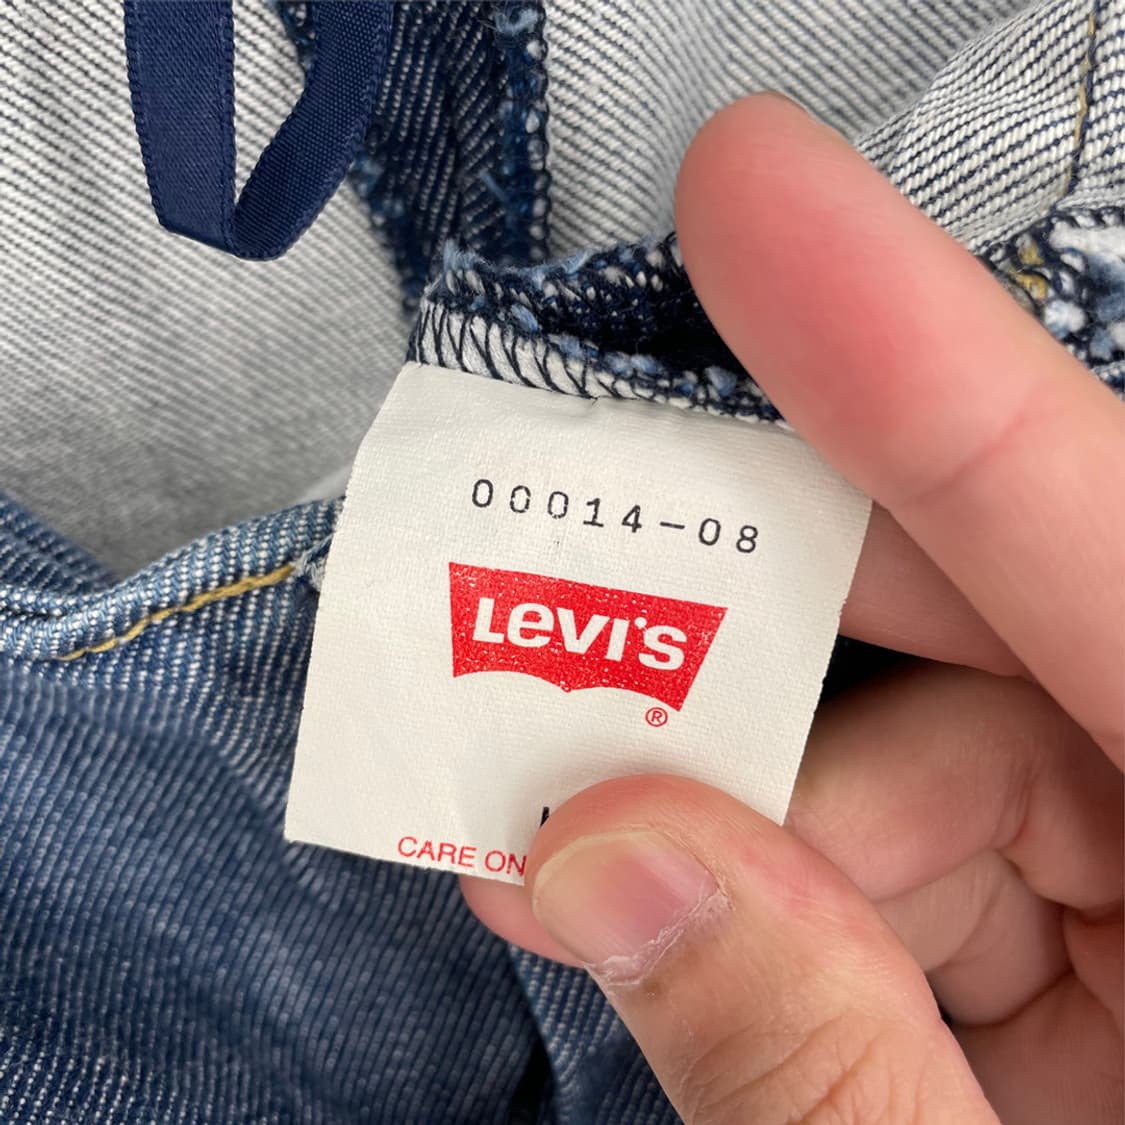 00014-08
LEVI'S
®
CARE ON